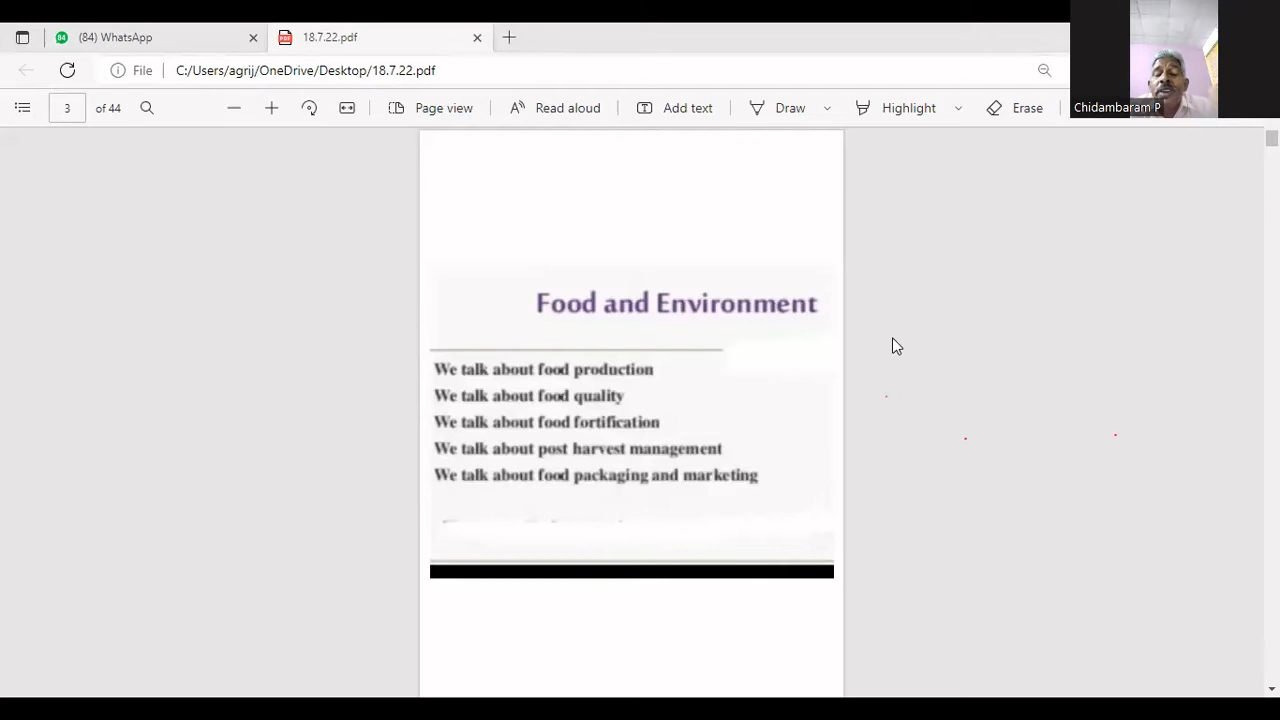 (84) WhatsApp
18.7.22.pdf
File C:/Users/agrij/OneDrive/Desktop/18.7.22.pdf
3 of 44 Page view Read aloud Add text Draw Highlight Erase
Chidambaram P
Food and Environment
We talk about food production
We talk about food quality
We talk about food fortification
We talk about post harvest management
We talk about food packaging and marketing